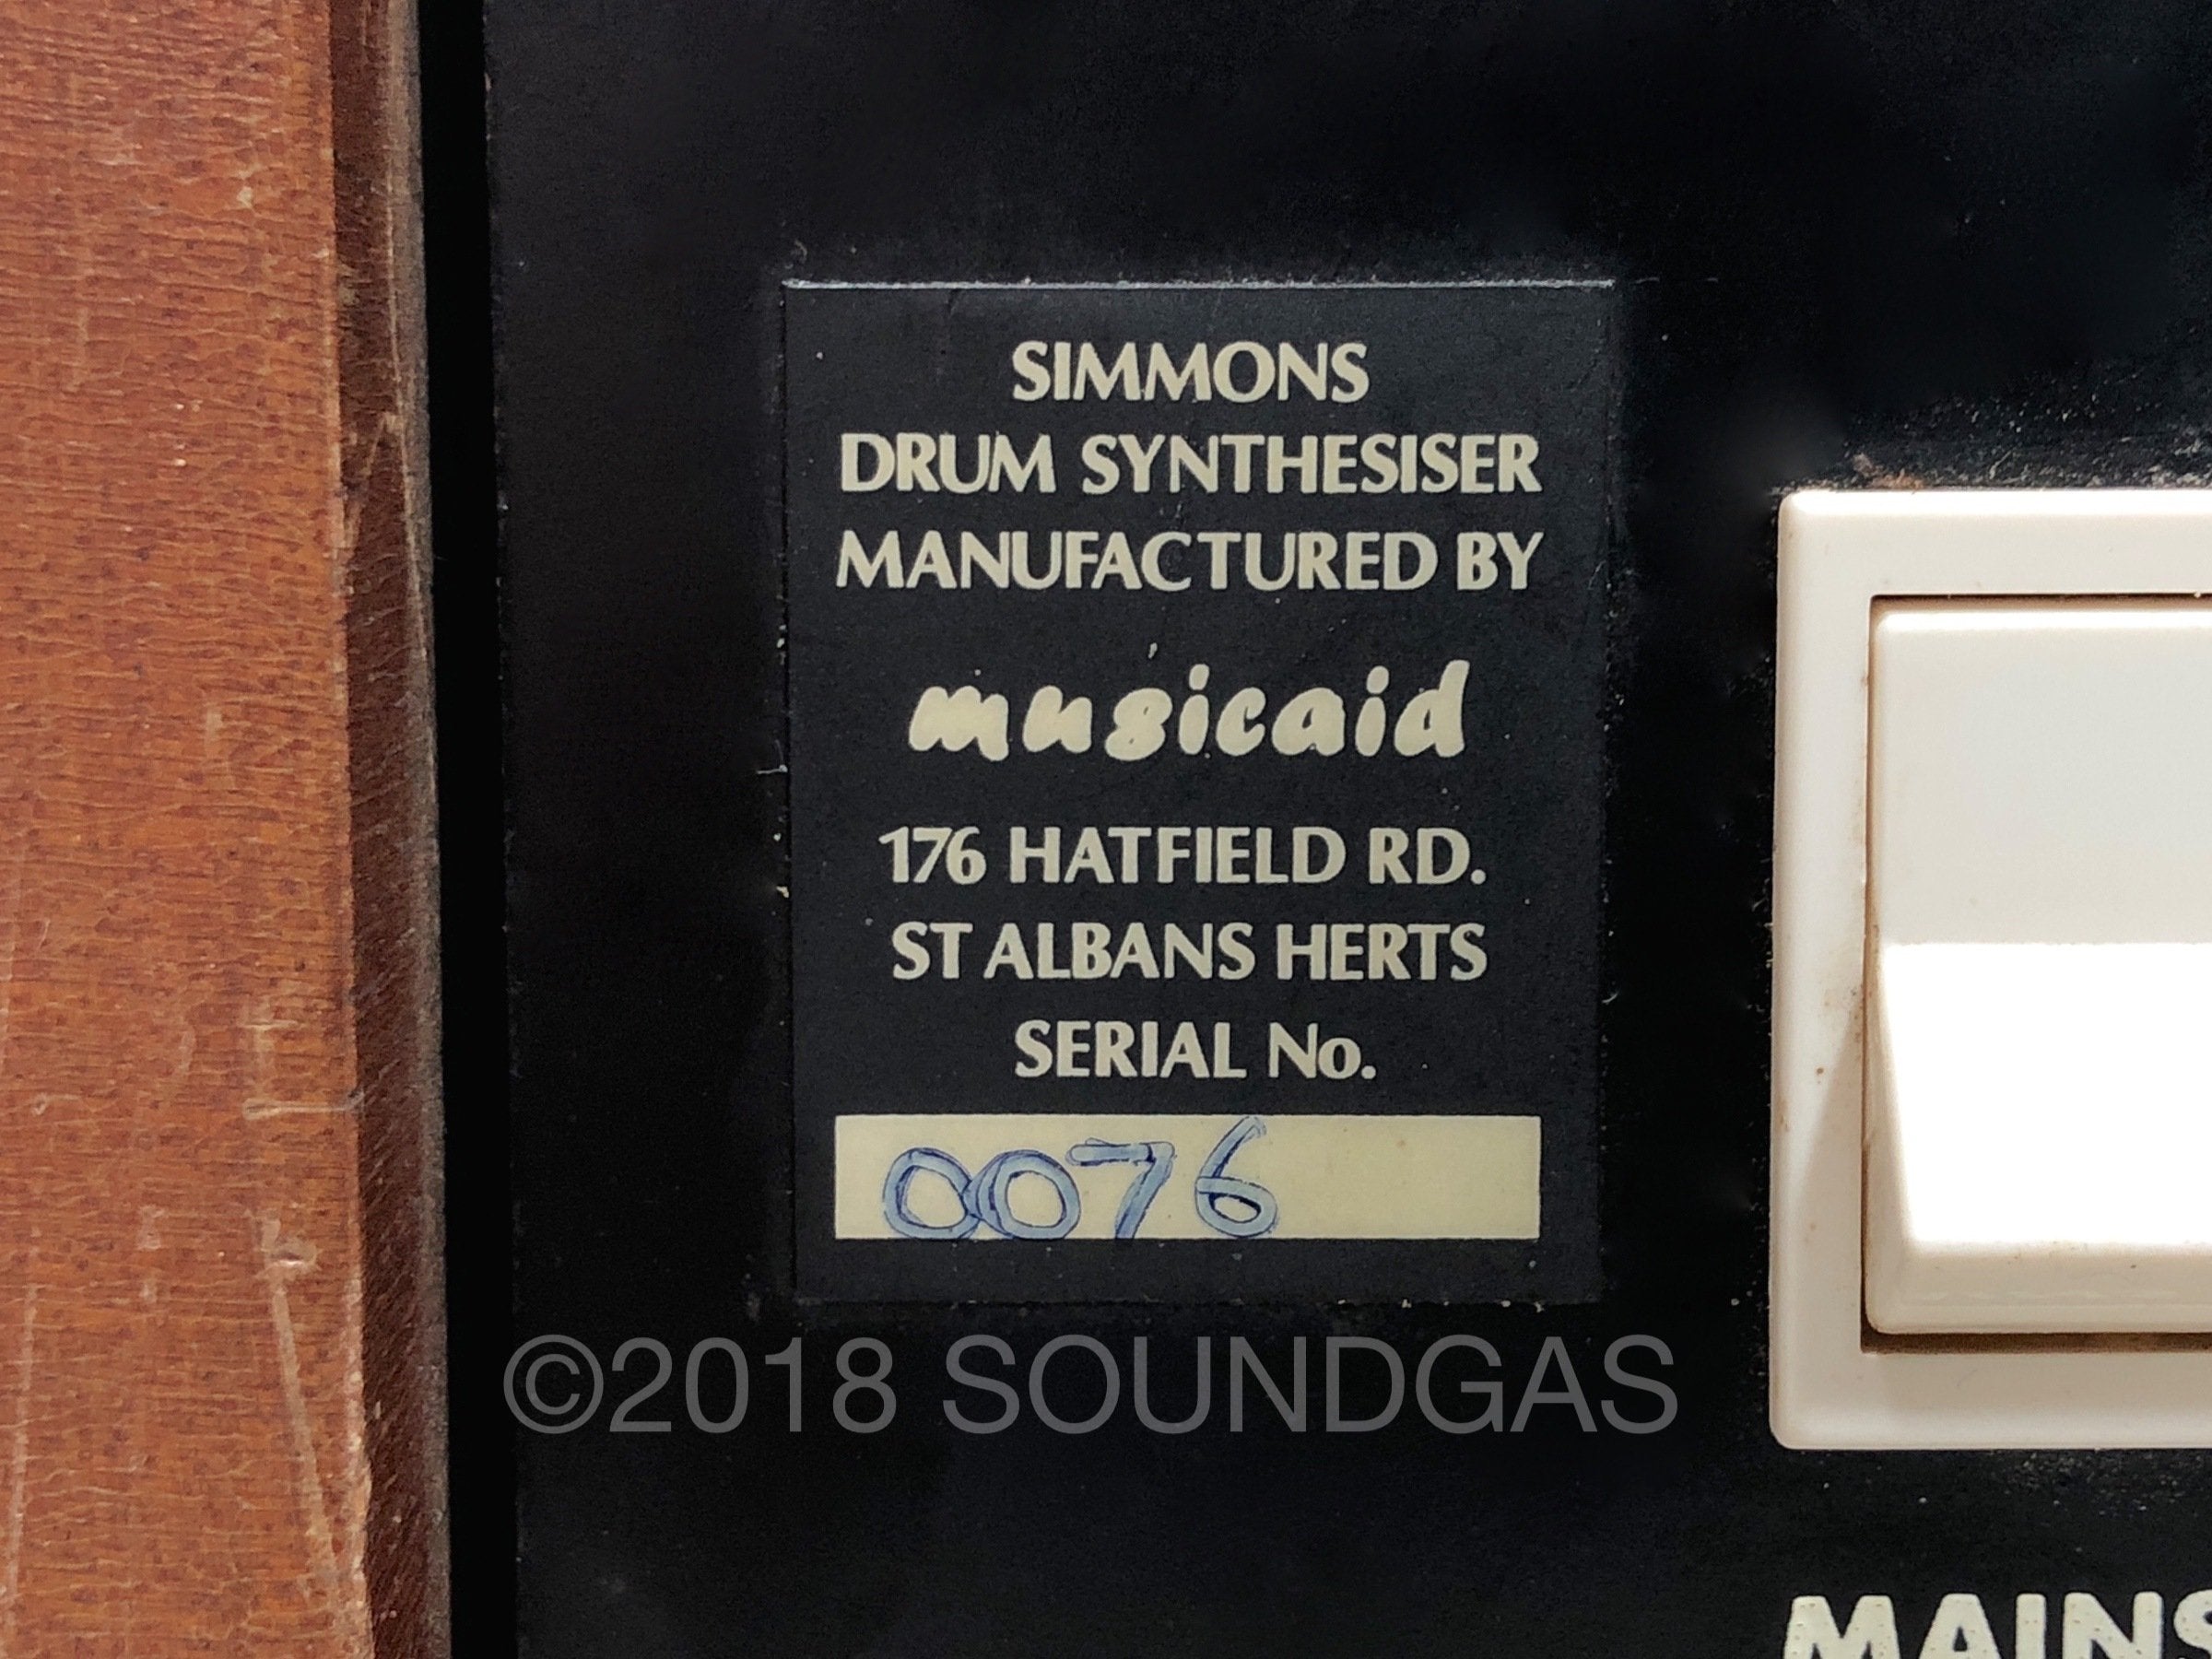 SIMMONS
DRUM SYNTHESISER
MANUFACTURED BY
musicaid
176 HATFIELD RD.
ST ALBANS HERTS
SERIAL No.
0076
©2018 SOUNDGAS
MAINS